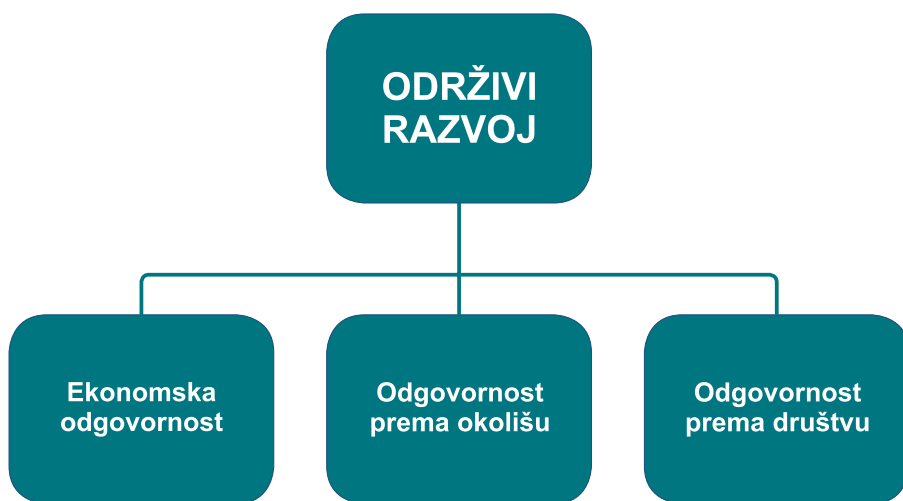 ODRŽIVI
RAZVOJ
Ekonomska
odgovornost
Odgovornost
prema okolišu
Odgovornost
prema društvu